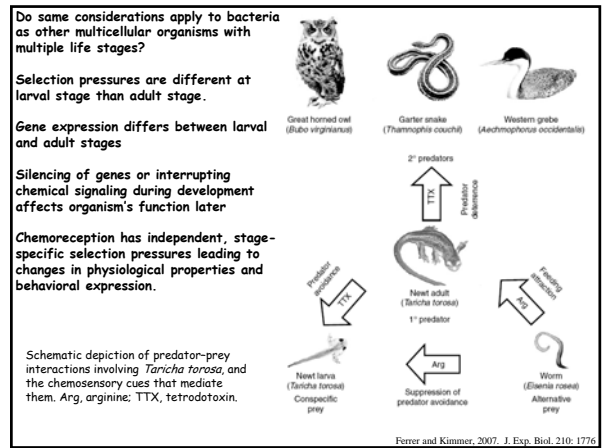 Do same considerations apply to bacteria
as other multicellular organisms with
multiple life stages?
Selection pressures are different at
larval stage than adult stage.
Gene expression differs between larval
and adult stages
Silencing of genes or interrupting
chemical signaling during development
affects organism's function later
Chemoreception has independent, stage-
specific selection pressures leading to
changes in physiological properties and
behavioral expression.
Schematic depiction of predator-prey
interactions involving Taricha torosa, and
the chemosensory cues that mediate
them. Arg, arginine; TTX, tetrodotoxin.
Great horned owl
(Bubo virginianus)
Garter snake
(Thamnophis couchii)
Western grebe
(Aechmophorus occidentalis)
2° predators
TTX
Predator
deterrence
Newt adult
(Taricha torosa)
1° predator
Predator
avoidance
TTX
Feeding
attraction
Arg
Newt larva
(Taricha torosa)
Conspecific
prey
Arg
Suppression of
predator avoidance
Worm
(Eisenia rosea)
Alternative
prey
Ferrer and Kimmer, 2007. J. Exp. Biol. 210: 1776